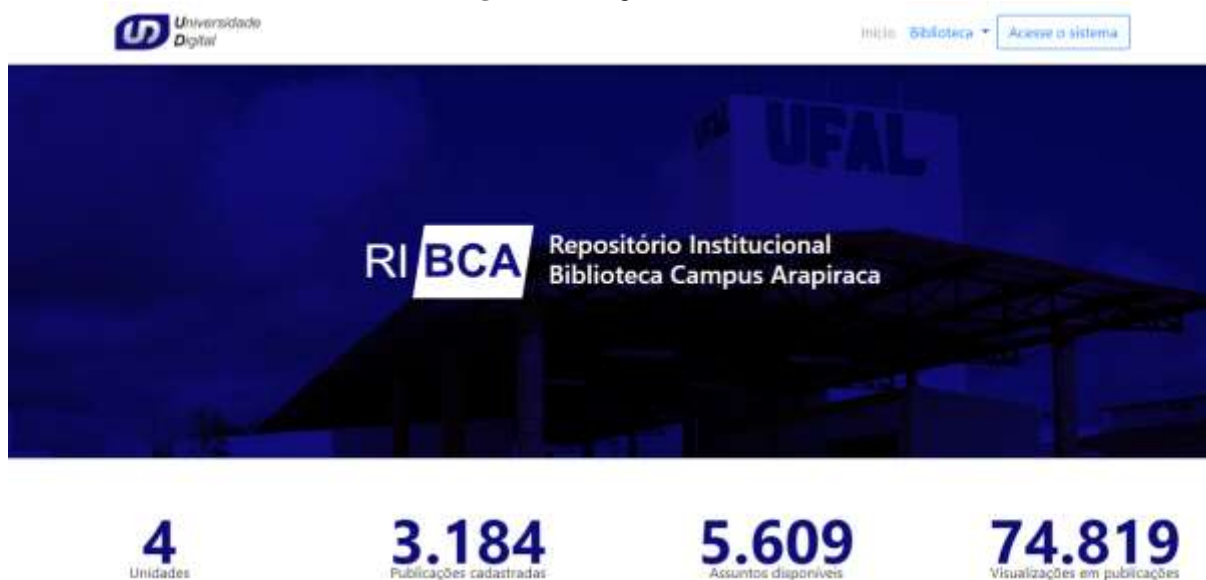 UD Universidade
Digital
Início Biblioteca Acesse o sistema
UFAL
RI BCA Repositório Institucional
Biblioteca Campus Arapiraca
4 3.184 5.609 74.819
Unidades Publicações cadastradas Assuntos disponíveis Visualizações em publicações